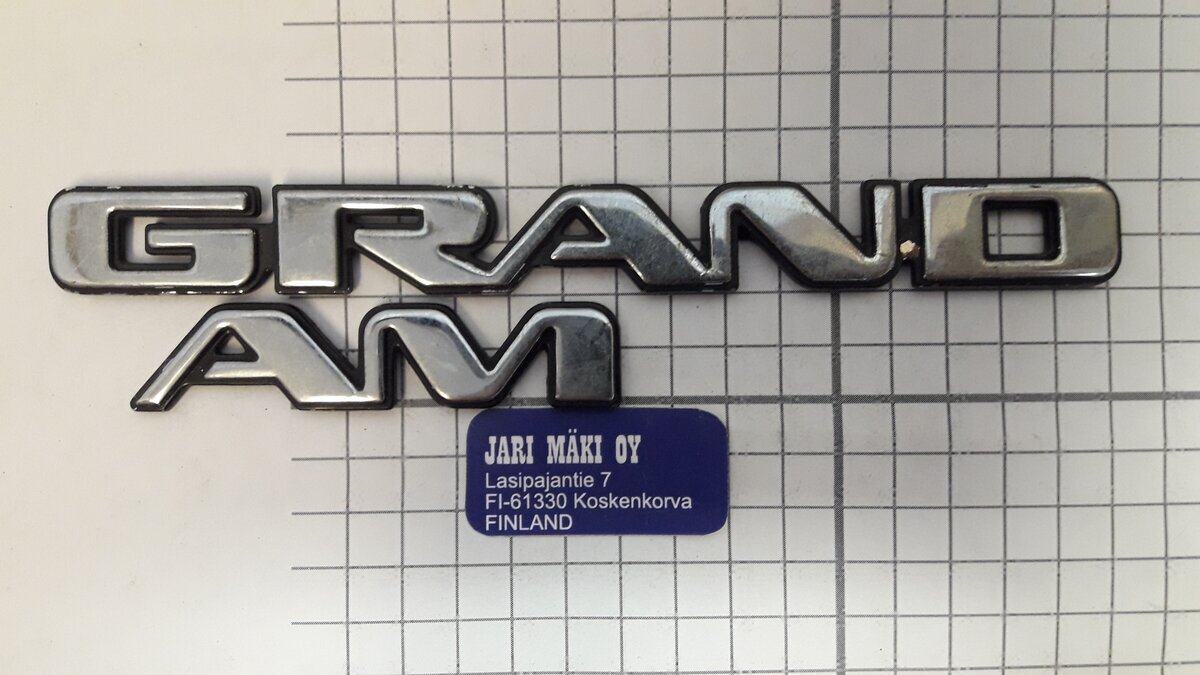 GRAND
AM
JARI MÄKI OY
Lasipajantie 7
FI-61330 Koskenkorva
FINLAND